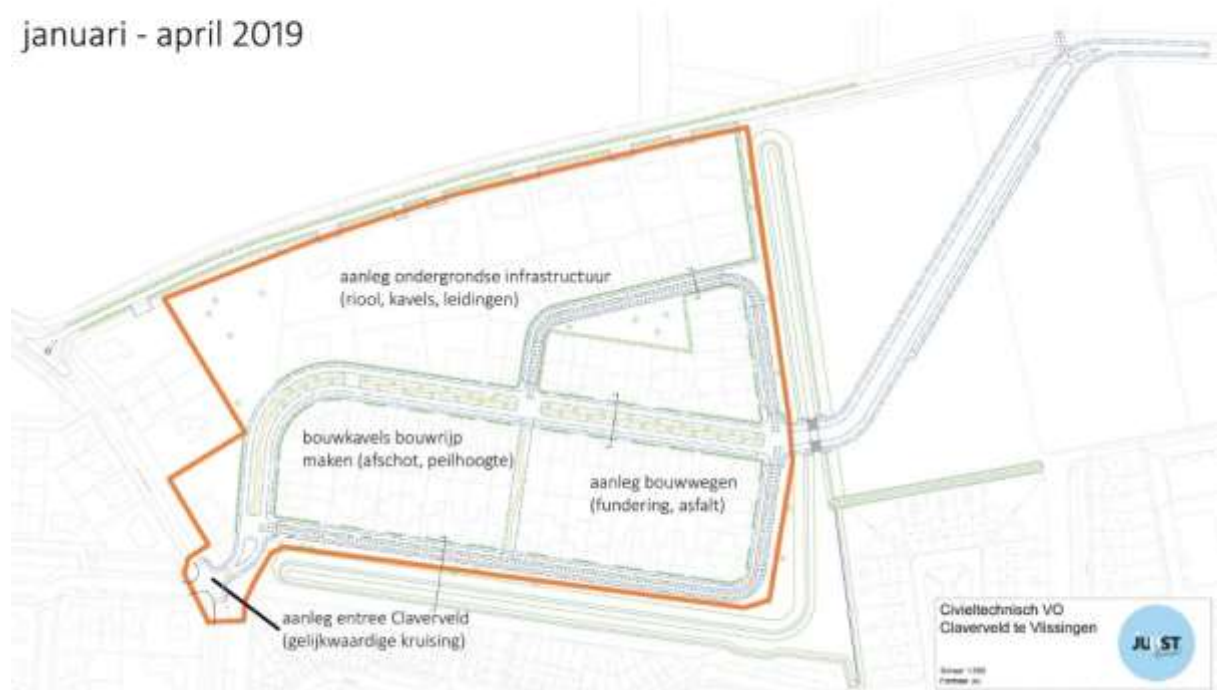 januari - april 2019
aanleg ondergrondse infrastructuur
(riool, kavels, leidingen)
bouwkavels bouwrijp
maken (afschot, peilhoogte)
aanleg bouwwegen
(fundering, asfalt)
aanleg entree Claverveld
(gelijkwaardige kruising)
Civieltechnisch VO
Claverveld te Vlissingen
JUUST